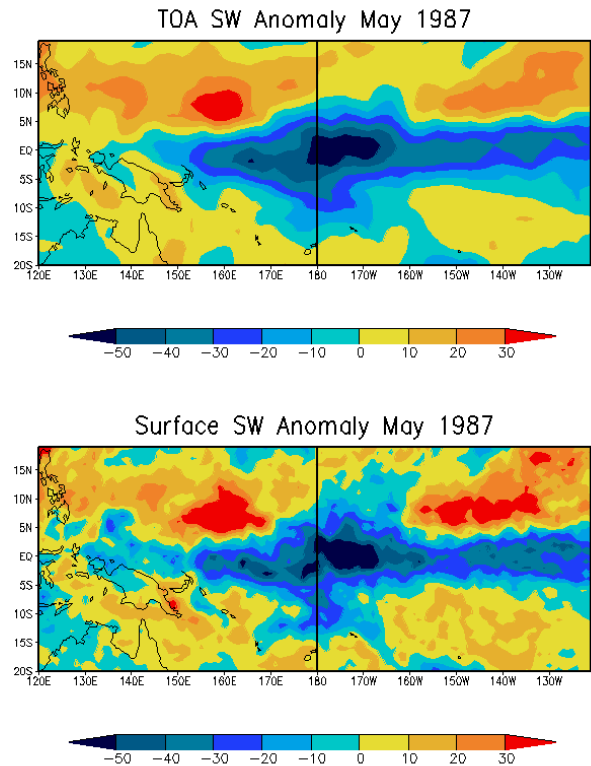 TOA SW Anomaly May 1987
15N
10N
5N
EQ
5S
10S
15S
20S
120E 130E 140E 150E 160E 170E 180 170W 160W 150W 140W 130W
−50 −40 −30 −20 −10 0 10 20 30
Surface SW Anomaly May 1987
15N
10N
5N
EQ
5S
10S
15S
20S
120E 130E 140E 150E 160E 170E 180 170W 160W 150W 140W 130W
−50 −40 −30 −20 −10 0 10 20 30